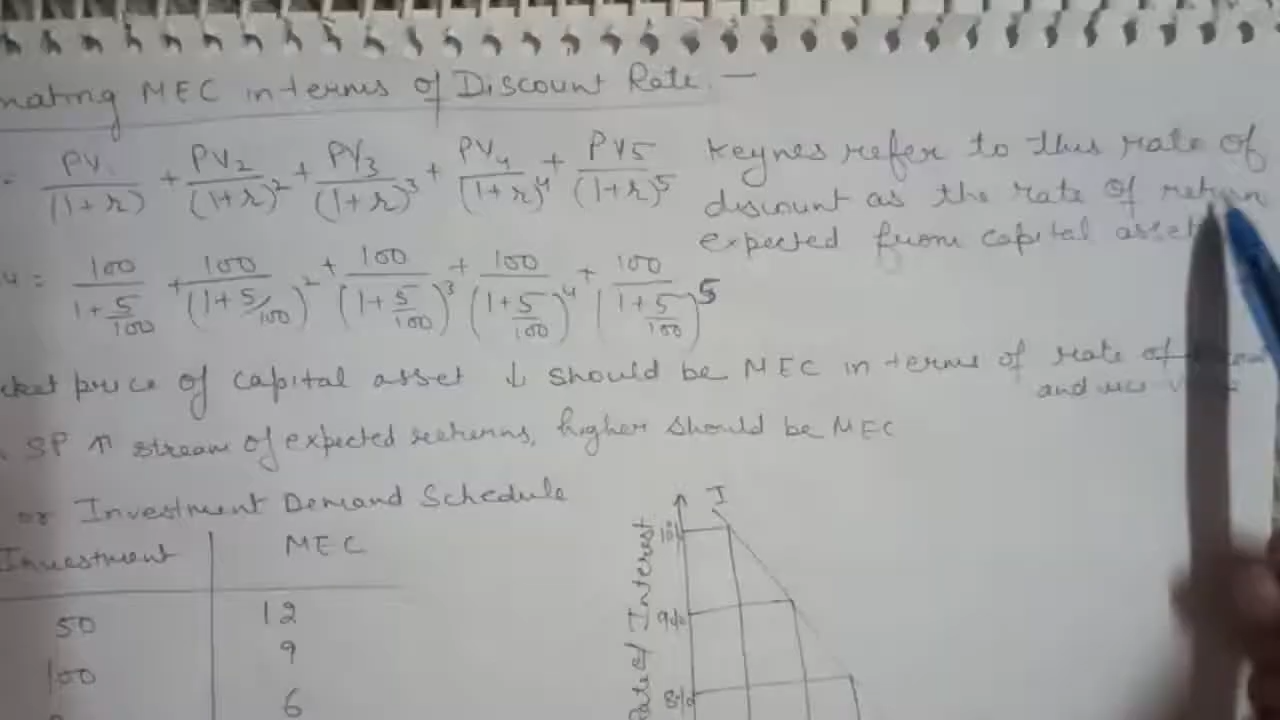 nating MEC in terms of Discount Rate. —
= PV1/(1+r) + PV2/(1+r)^2 + PV3/(1+r)^3 + PV4/(1+r)^4 + PV5/(1+r)^5
Keynes refer to this rate of
discount as the rate of return
expected from capital asset
4 = 100/(1+5/100) + 100/(1+5/100)^2 + 100/(1+5/100)^3 + 100/(1+5/100)^4 + 100/(1+5/100)^5
ket price of capital asset ↓ should be MEC in terms of rate of
and
SP ↑ stream of expected returns, higher should be MEC
or Investment Demand Schedule
Investment MEC
50 12
100 9
6
I
Rate of Interest
10%
9%
8%